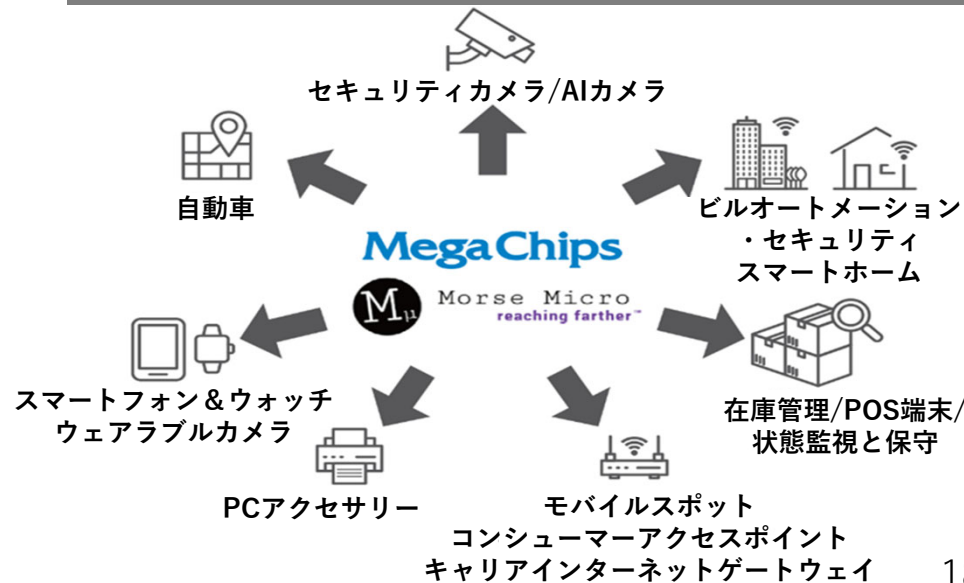 セキュリティカメラ/AIカメラ
自動車
ビルオートメーション
・セキュリティ
スマートホーム
MegaChips
Mμ
Morse Micro
reaching farther™
スマートフォン＆ウォッチ
ウェアラブルカメラ
在庫管理/POS端末/
状態監視と保守
PCアクセサリー
モバイルスポット
コンシューマーアクセスポイント
キャリアインターネットゲートウェイ